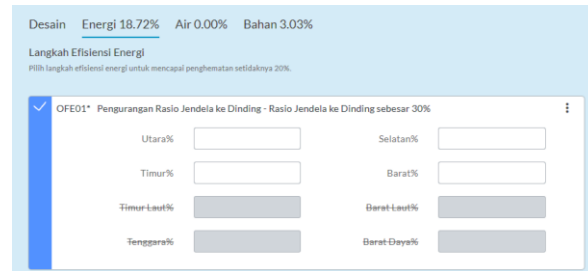 Desain Energi 18.72% Air 0.00% Bahan 3.03%
Langkah Efisiensi Energi
Pilih langkah efisiensi energi untuk mencapai penghematan setidaknya 20%.
OFE01* Pengurangan Rasio Jendela ke Dinding - Rasio Jendela ke Dinding sebesar 30%
Utara% Selatan%
Timur% Barat%
Timur Laut% Barat Laut%
Tenggara% Barat Daya%